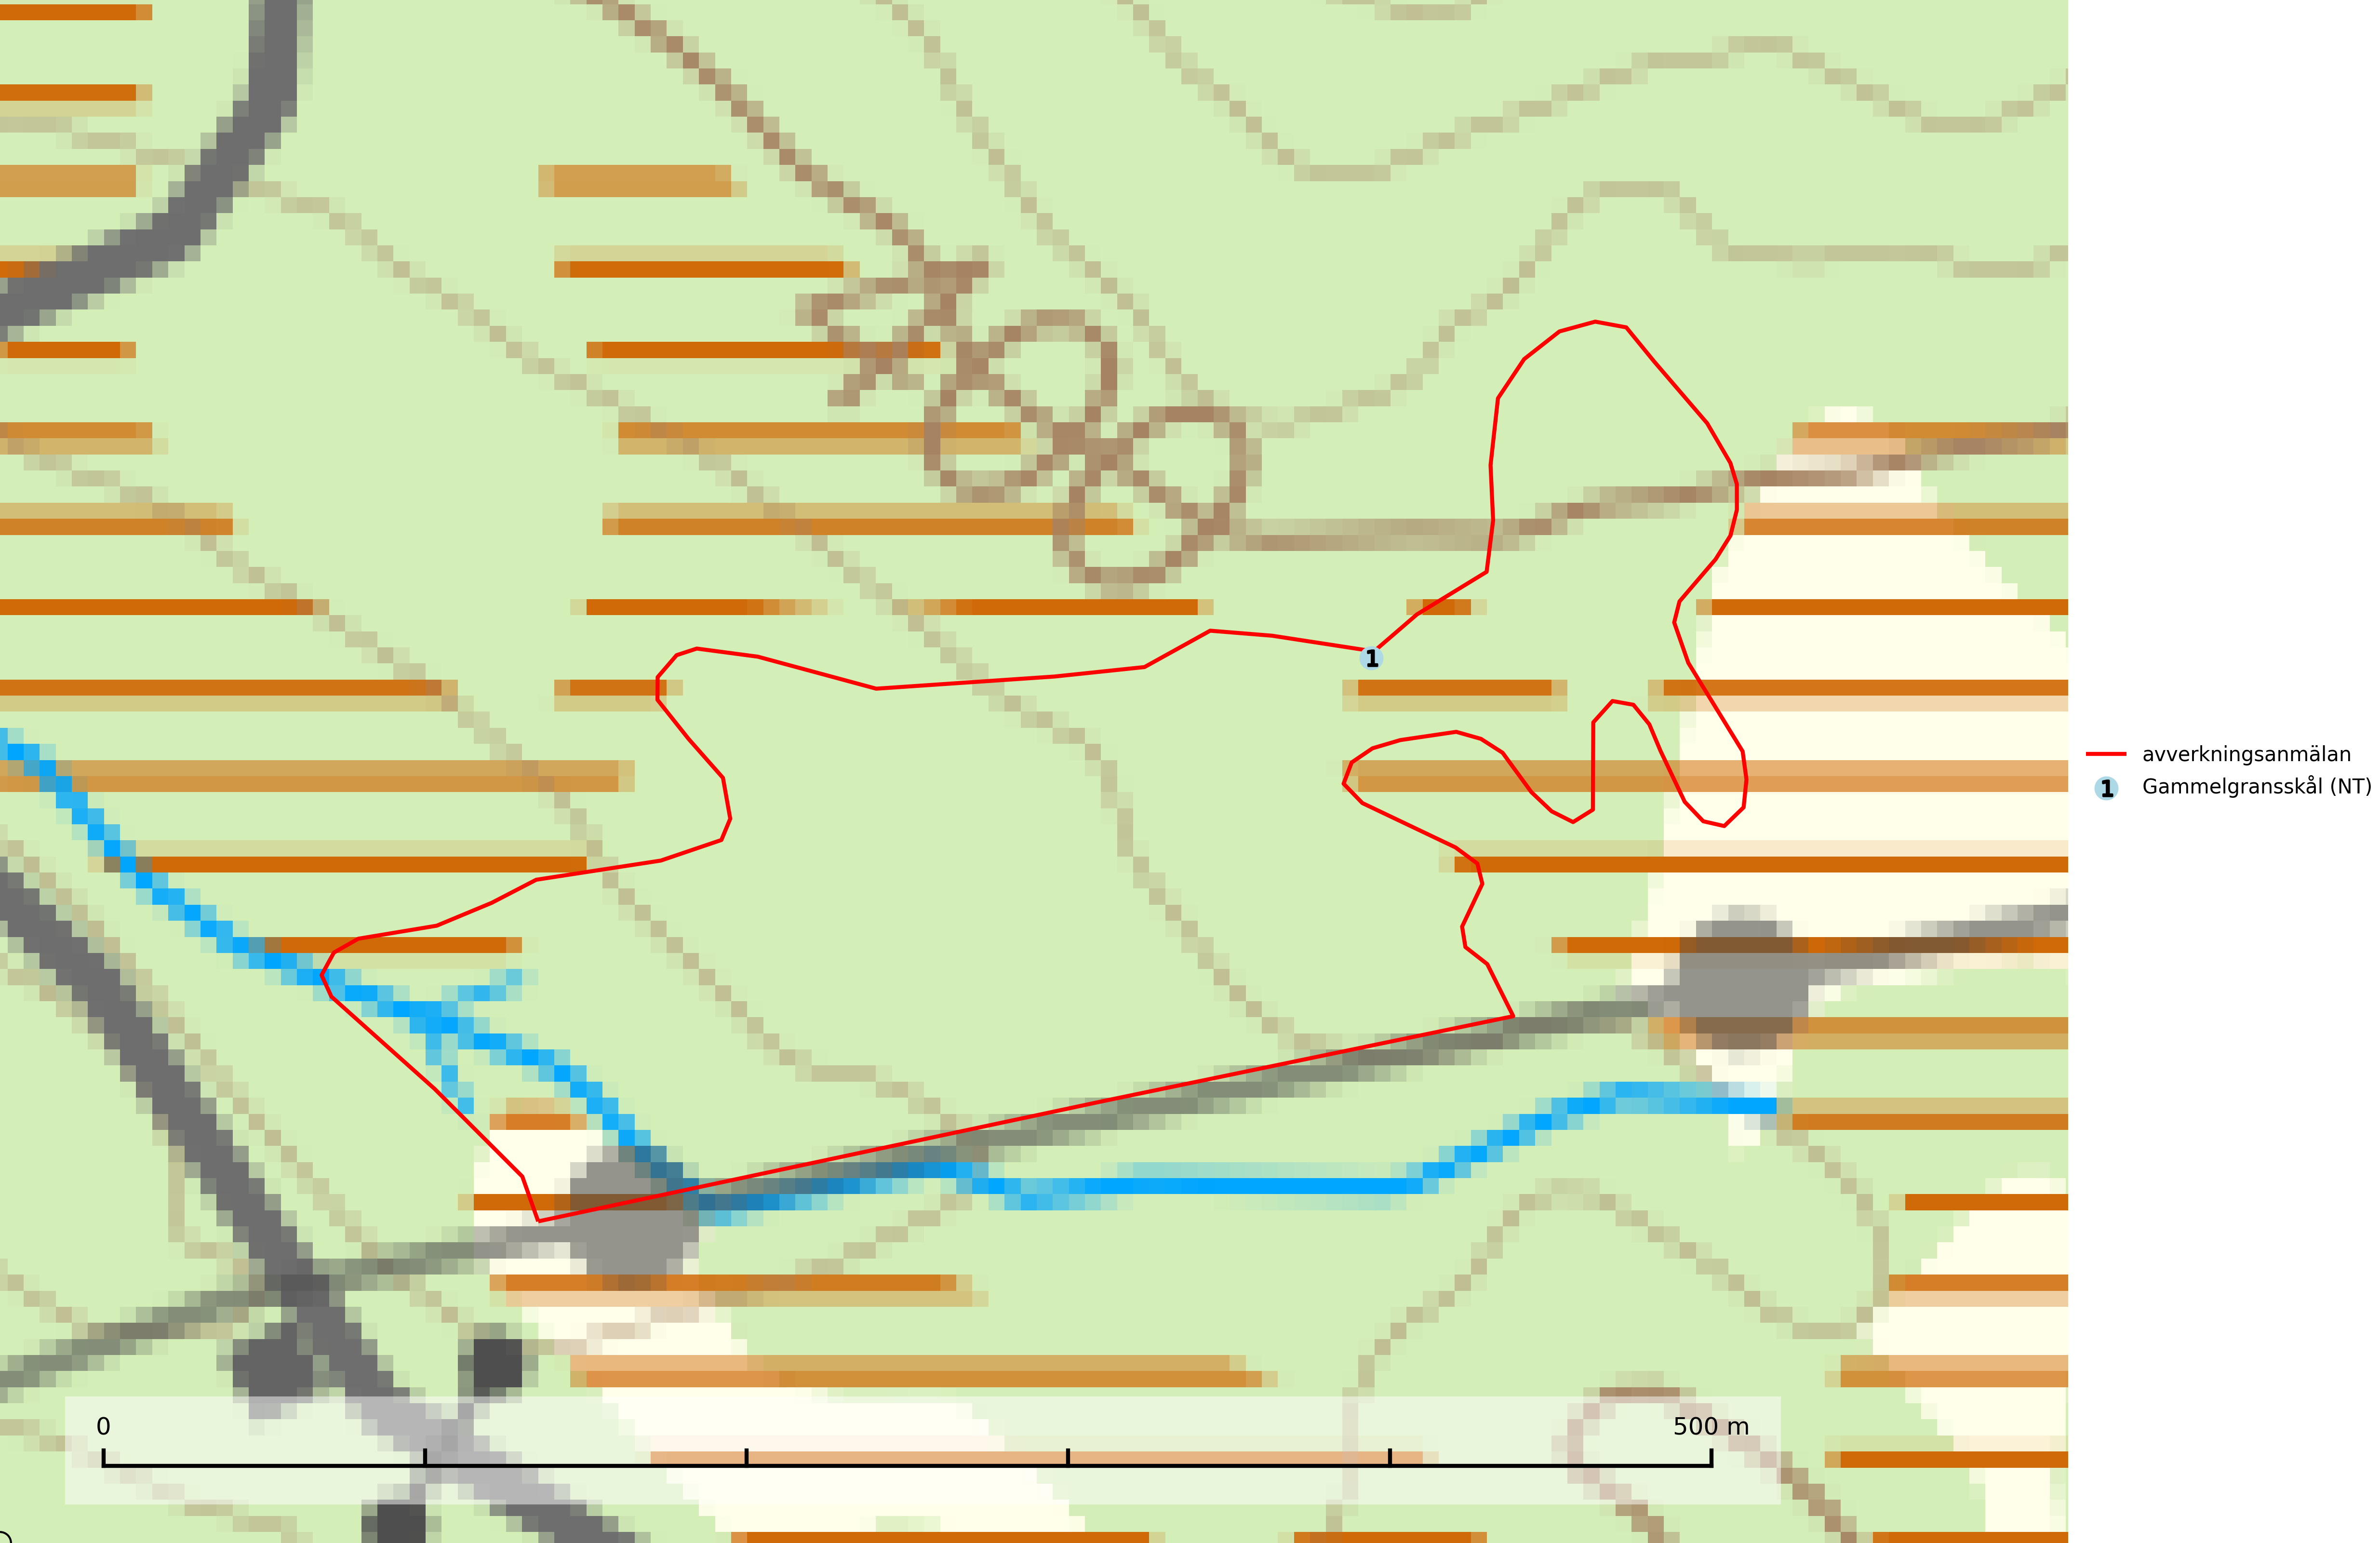 1
avverkningsanmälan
1 Gammelgransskål (NT)
0 500 m